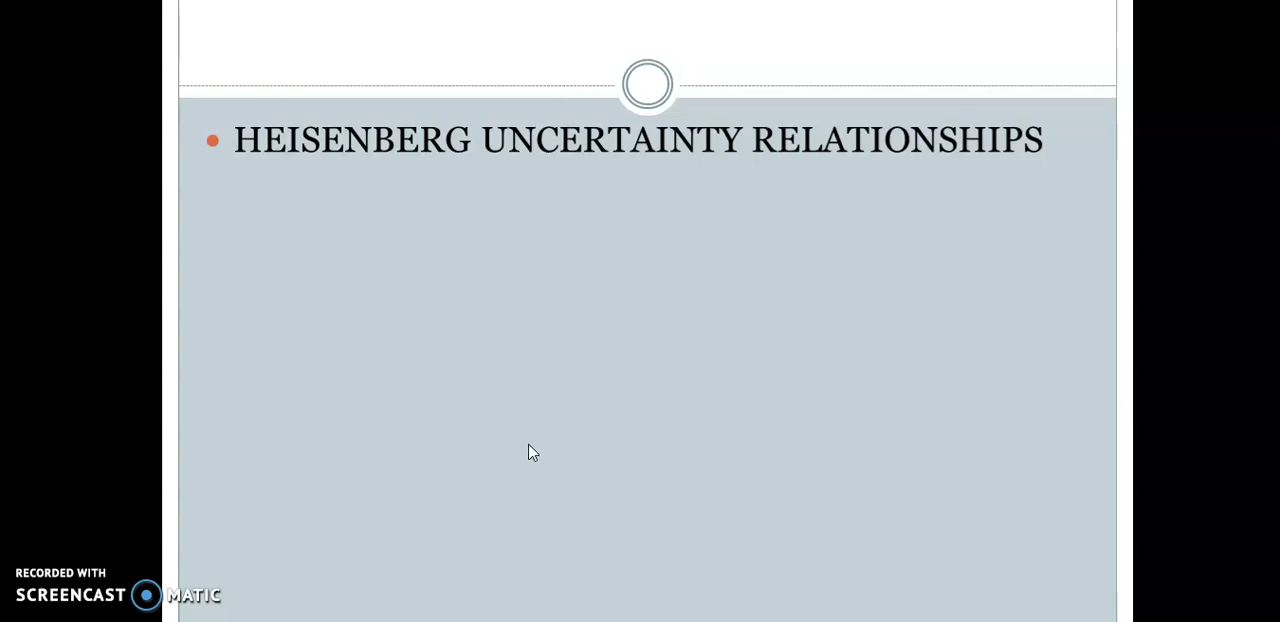 HEISENBERG UNCERTAINTY RELATIONSHIPS
RECORDED WITH
SCREENCAST MATIC